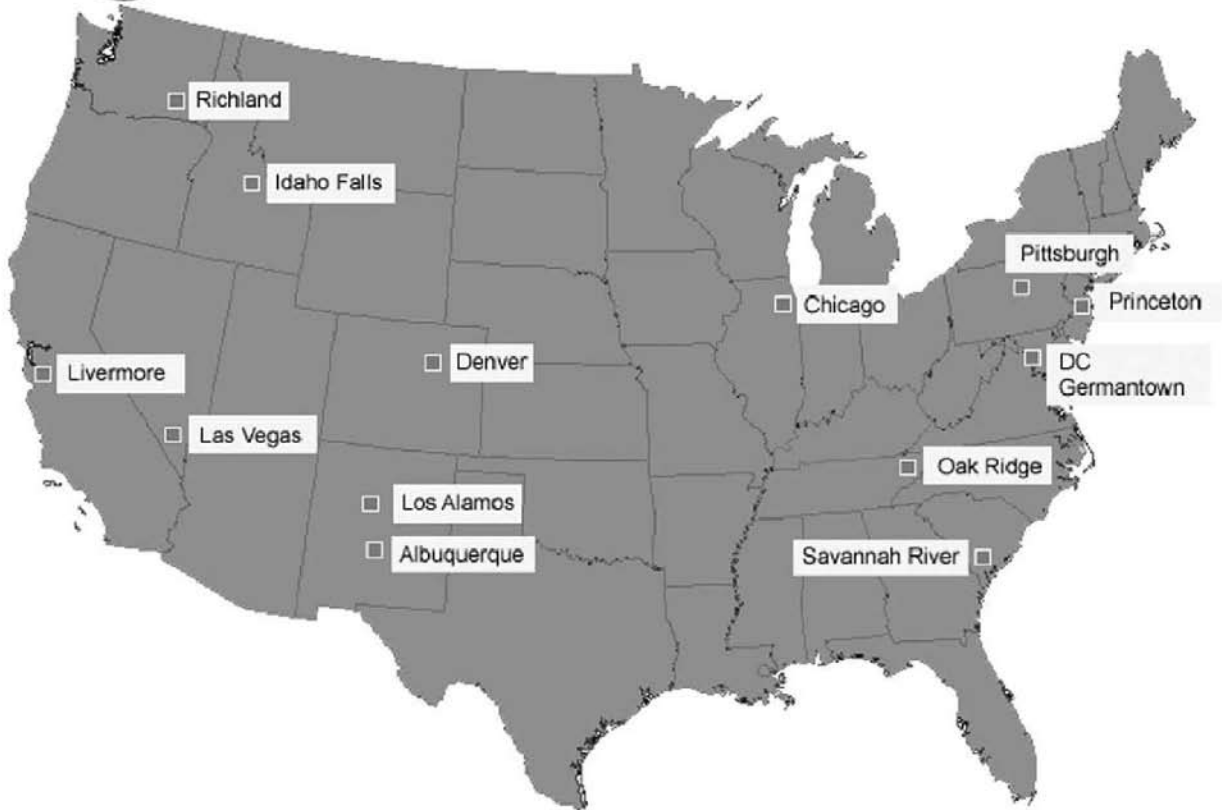 Richland
Idaho Falls
Pittsburgh
Chicago
Princeton
Denver
DC
Germantown
Livermore
Las Vegas
Oak Ridge
Los Alamos
Albuquerque
Savannah River